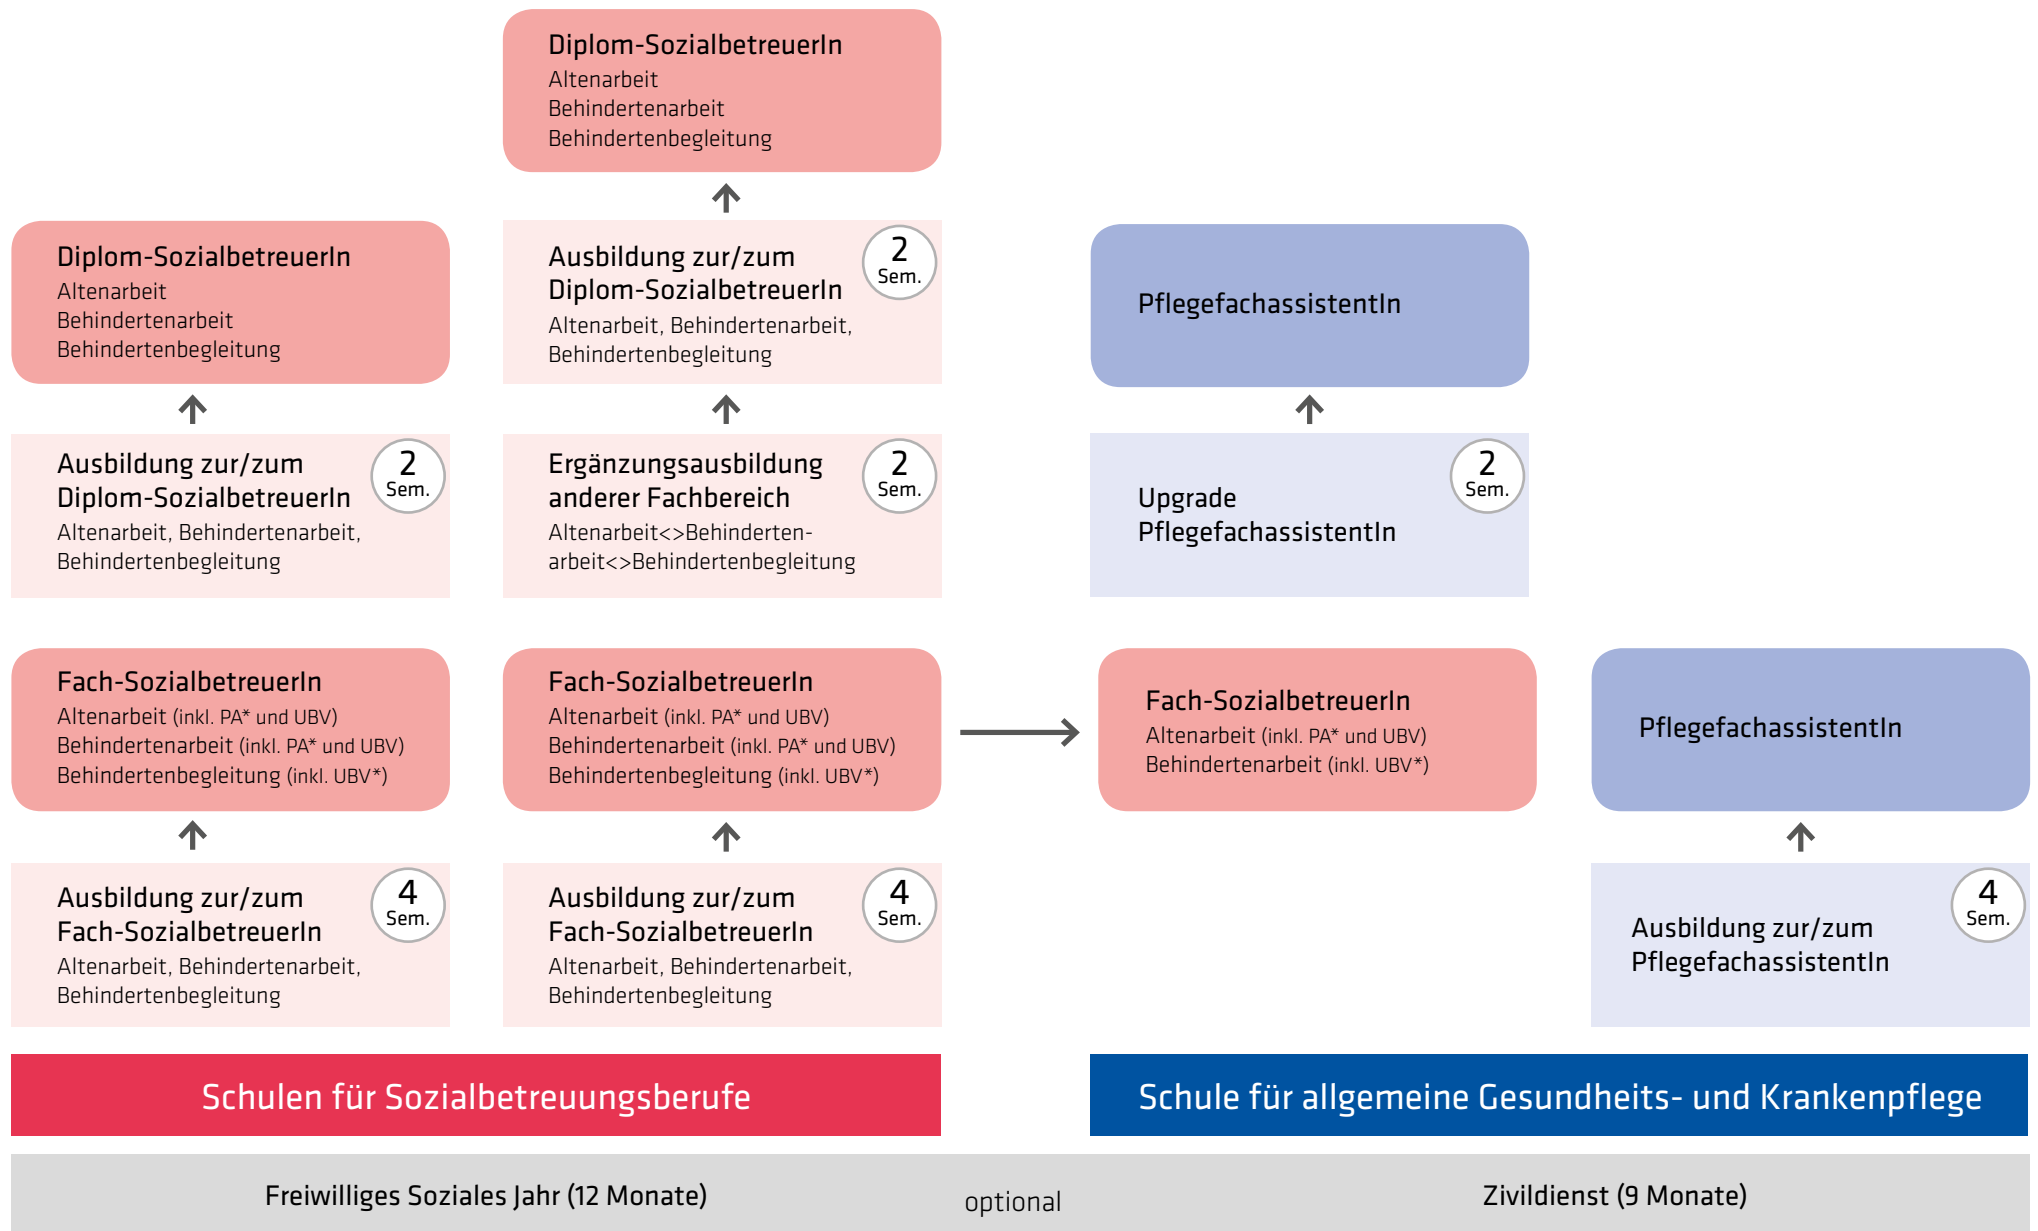 Diplom-SozialbetreuerIn
Altenarbeit
Behindertenarbeit
Behindertenbegleitung
Diplom-SozialbetreuerIn
Altenarbeit
Behindertenarbeit
Behindertenbegleitung
Ausbildung zur/zum
Diplom-SozialbetreuerIn
Altenarbeit, Behindertenarbeit,
Behindertenbegleitung
2
Sem.
PflegefachassistentIn
Ausbildung zur/zum
Diplom-SozialbetreuerIn
Altenarbeit, Behindertenarbeit,
Behindertenbegleitung
2
Sem.
Ergänzungsausbildung
anderer Fachbereich
Altenarbeit<>Behinderten-
arbeit<>Behindertenbegleitung
2
Sem.
Upgrade
PflegefachassistentIn
2
Sem.
Fach-SozialbetreuerIn
Altenarbeit (inkl. PA* und UBV)
Behindertenarbeit (inkl. PA* und UBV)
Behindertenbegleitung (inkl. UBV*)
Fach-SozialbetreuerIn
Altenarbeit (inkl. PA* und UBV)
Behindertenarbeit (inkl. PA* und UBV)
Behindertenbegleitung (inkl. UBV*)
Fach-SozialbetreuerIn
Altenarbeit (inkl. PA* und UBV)
Behindertenarbeit (inkl. UBV*)
PflegefachassistentIn
Ausbildung zur/zum
Fach-SozialbetreuerIn
Altenarbeit, Behindertenarbeit,
Behindertenbegleitung
4
Sem.
Ausbildung zur/zum
Fach-SozialbetreuerIn
Altenarbeit, Behindertenarbeit,
Behindertenbegleitung
4
Sem.
Ausbildung zur/zum
PflegefachassistentIn
4
Sem.
Schulen für Sozialbetreuungsberufe
Schule für allgemeine Gesundheits- und Krankenpflege
Freiwilliges Soziales Jahr (12 Monate)
optional
Zivildienst (9 Monate)